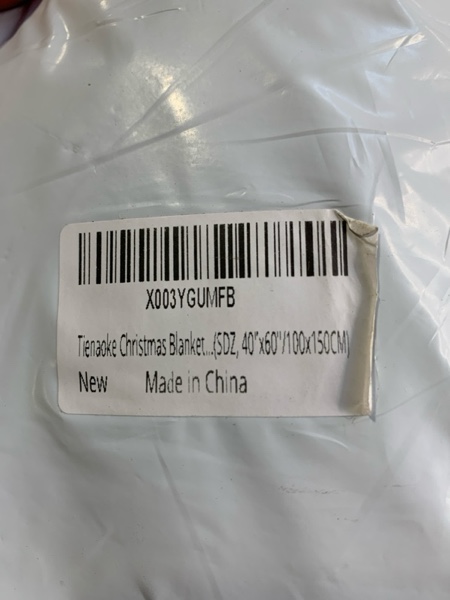 X003YGUMFB
Tienaoke Christmas Blanket...(SDZ, 40"x60"/100x150CM)
New Made in China